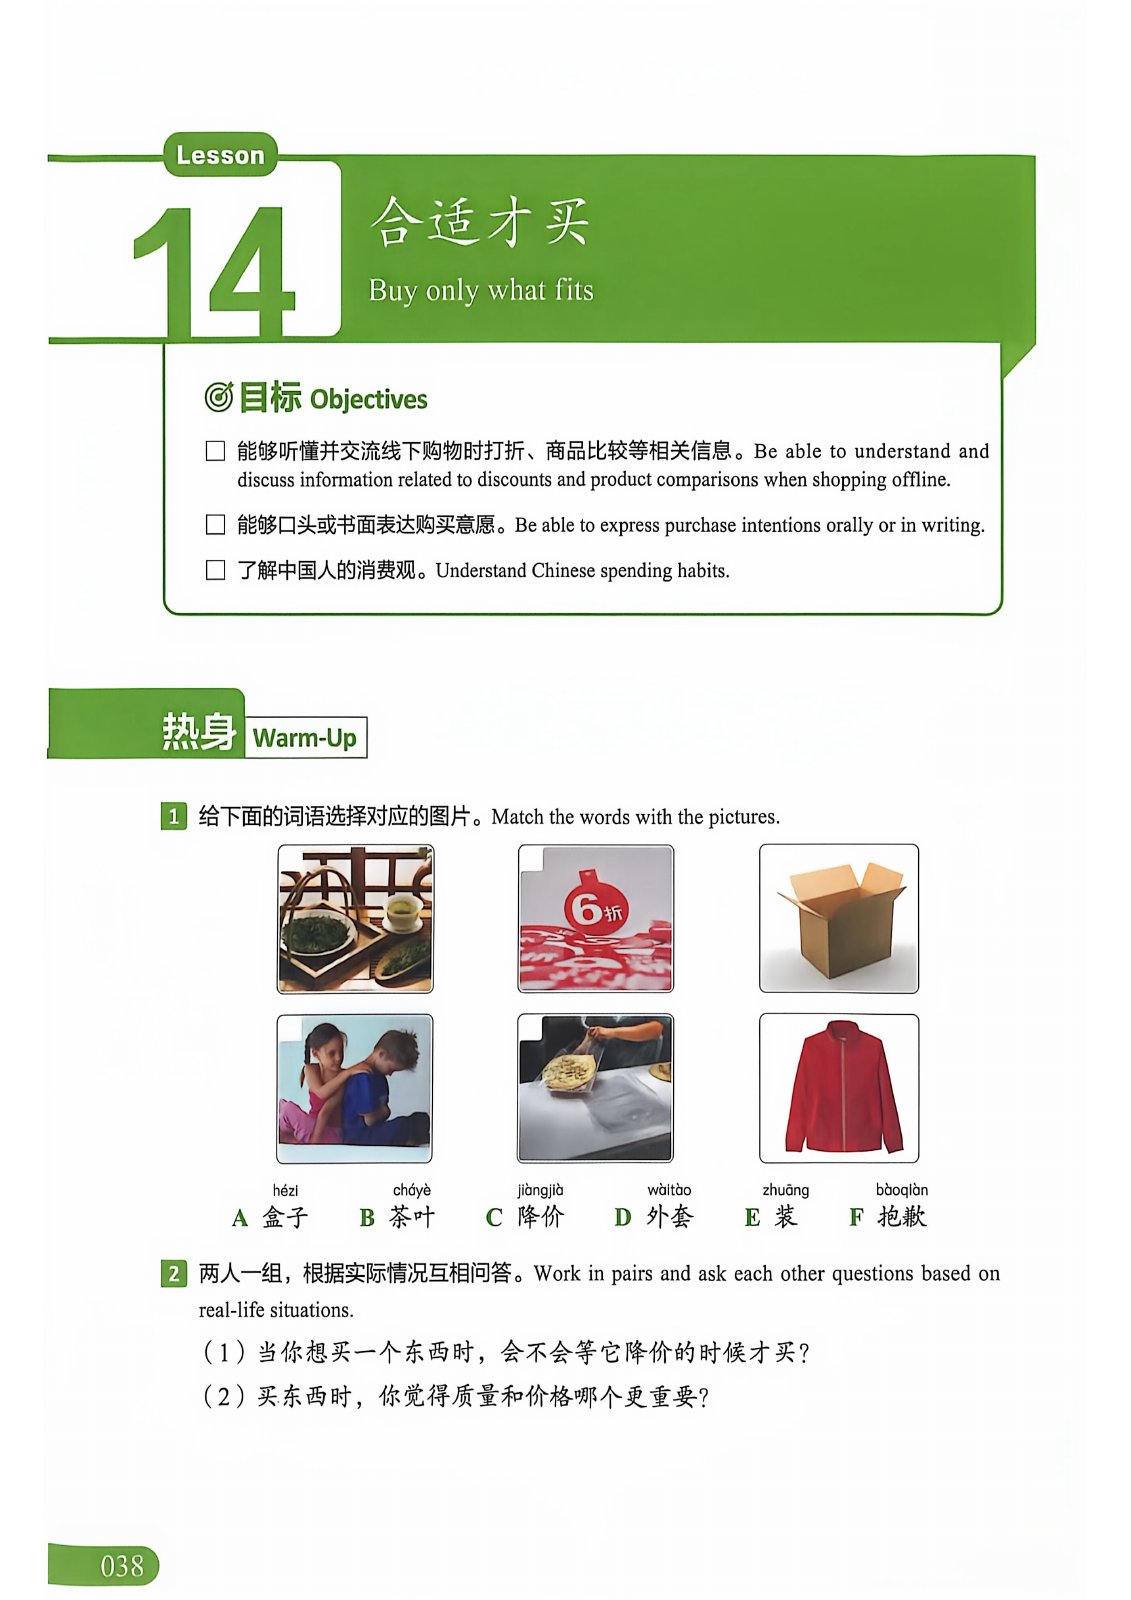 Lesson
14
合适才买
Buy only what fits
目标 Objectives
能够听懂并交流线下购物时打折、商品比较等相关信息。Be able to understand and
discuss information related to discounts and product comparisons when shopping offline.
能够口头或书面表达购买意愿。Be able to express purchase intentions orally or in writing.
了解中国人的消费观。Understand Chinese spending habits.
热身 Warm-Up
1 给下面的词语选择对应的图片。Match the words with the pictures.
6折
hézi cháyè jiàngjià wàitào zhuāng bàoqiàn
A 盒子 B 茶叶 C 降价 D 外套 E 装 F 抱歉
2 两人一组，根据实际情况互相问答。Work in pairs and ask each other questions based on
real-life situations.
（1）当你想买一个东西时，会不会等它降价的时候才买？
（2）买东西时，你觉得质量和价格哪个更重要？
038